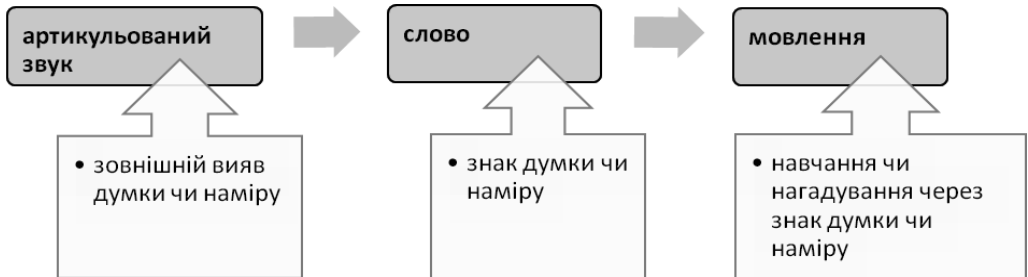 артикульований
звук
слово
мовлення
• зовнішній вияв
думки чи наміру
• знак думки чи
наміру
• навчання чи
нагадування через
знак думки чи
наміру